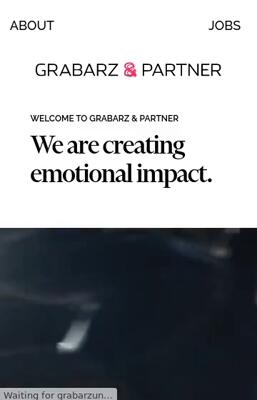 ABOUT JOBS
GRABARZ & PARTNER
WELCOME TO GRABARZ & PARTNER
We are creating
emotional impact.
Waiting for grabarzun...